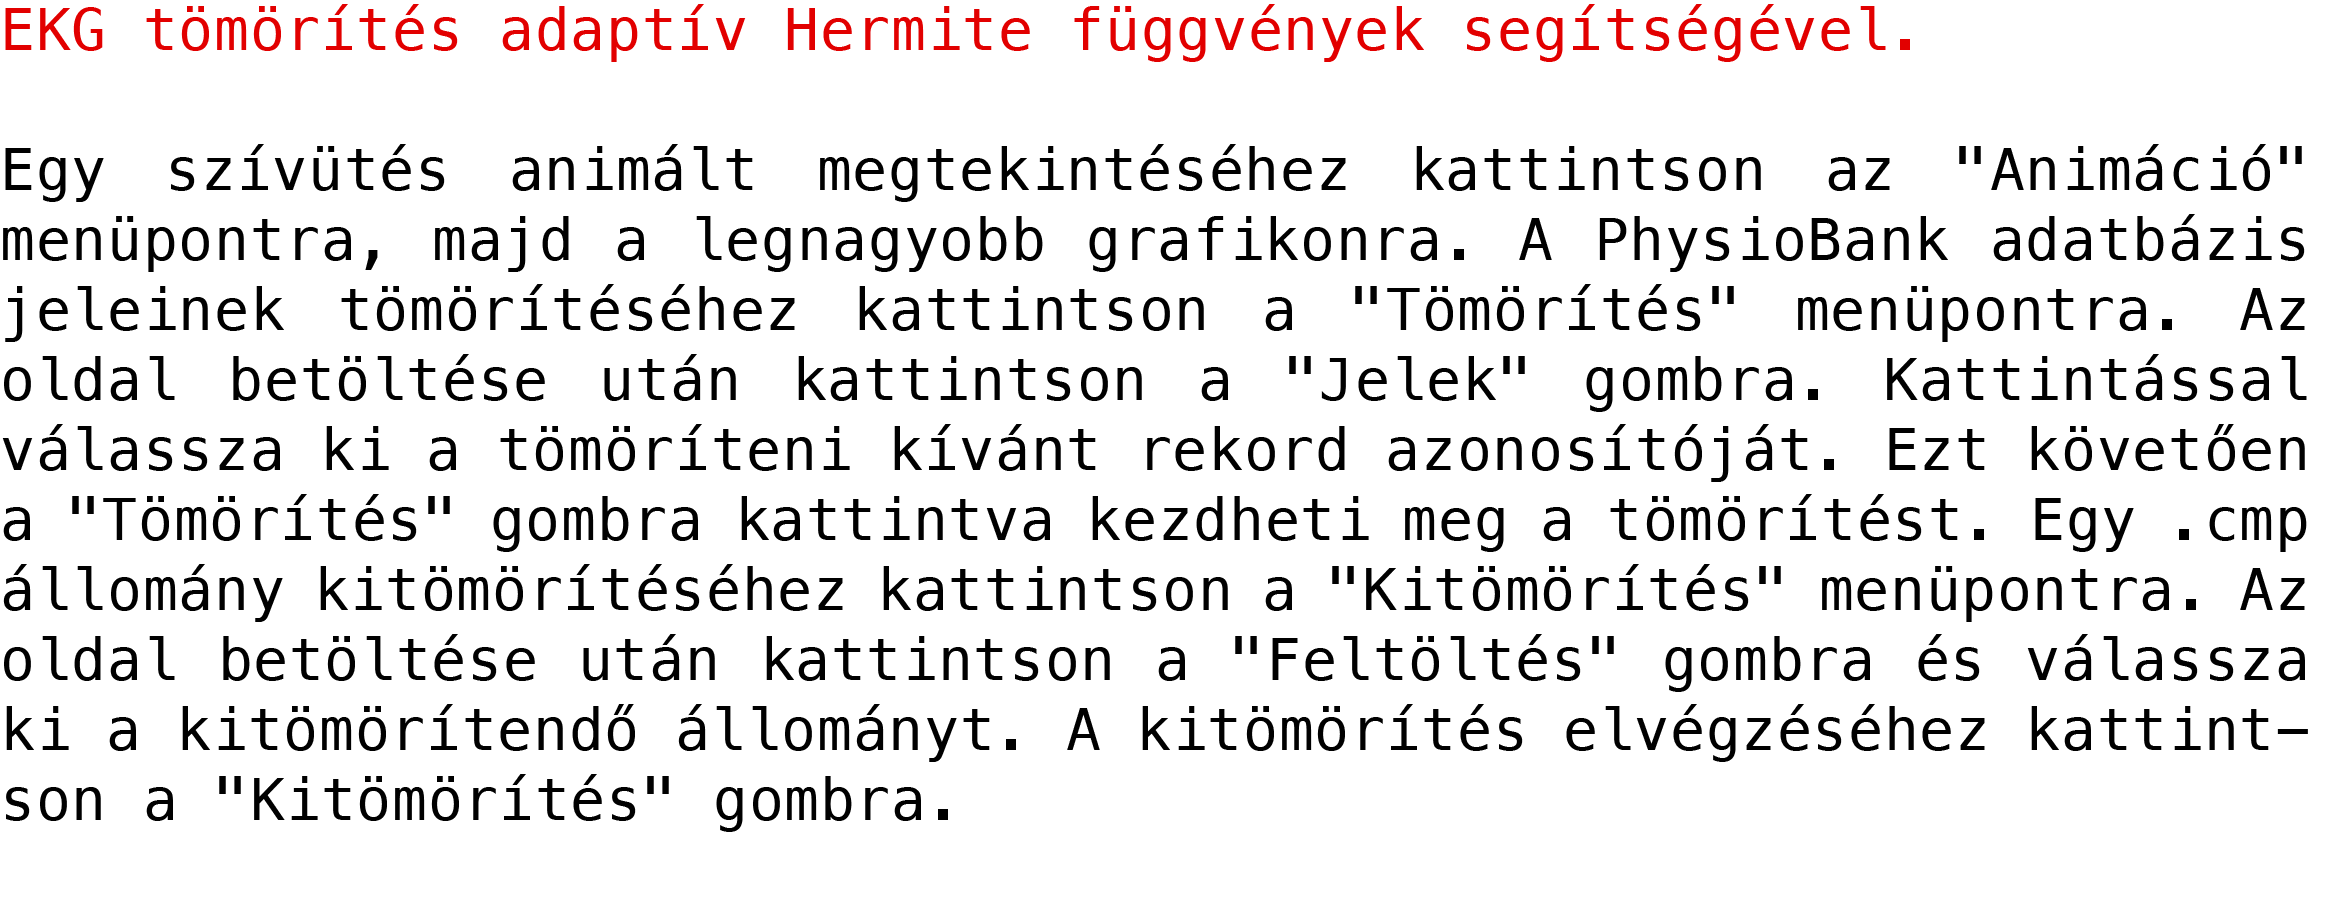 EKG tömörítés adaptív Hermite függvények segítségével.
Egy szívütés animált megtekintéséhez kattintson az "Animáció"
menüpontra, majd a legnagyobb grafikonra. A PhysioBank adatbázis
jeleinek tömörítéséhez kattintson a "Tömörítés" menüpontra. Az
oldal betöltése után kattintson a "Jelek" gombra. Kattintással
válassza ki a tömöríteni kívánt rekord azonosítóját. Ezt követően
a "Tömörítés" gombra kattintva kezdheti meg a tömörítést. Egy .cmp
állomány kitömörítéséhez kattintson a "Kitömörítés" menüpontra. Az
oldal betöltése után kattintson a "Feltöltés" gombra és válassza
ki a kitömörítendő állományt. A kitömörítés elvégzéséhez kattint-
son a "Kitömörítés" gombra.